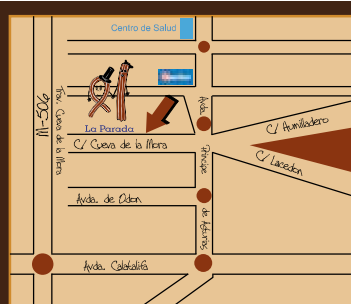 Centro de Salud
M-506
Trav. Cueva de la Mora
La Parada
Avda. Príncipe de Asturias
C/ Cueva de la Mora
C/ Humilladero
C/ Lacedon
Avda. de Odon
Avda. Calatalifa